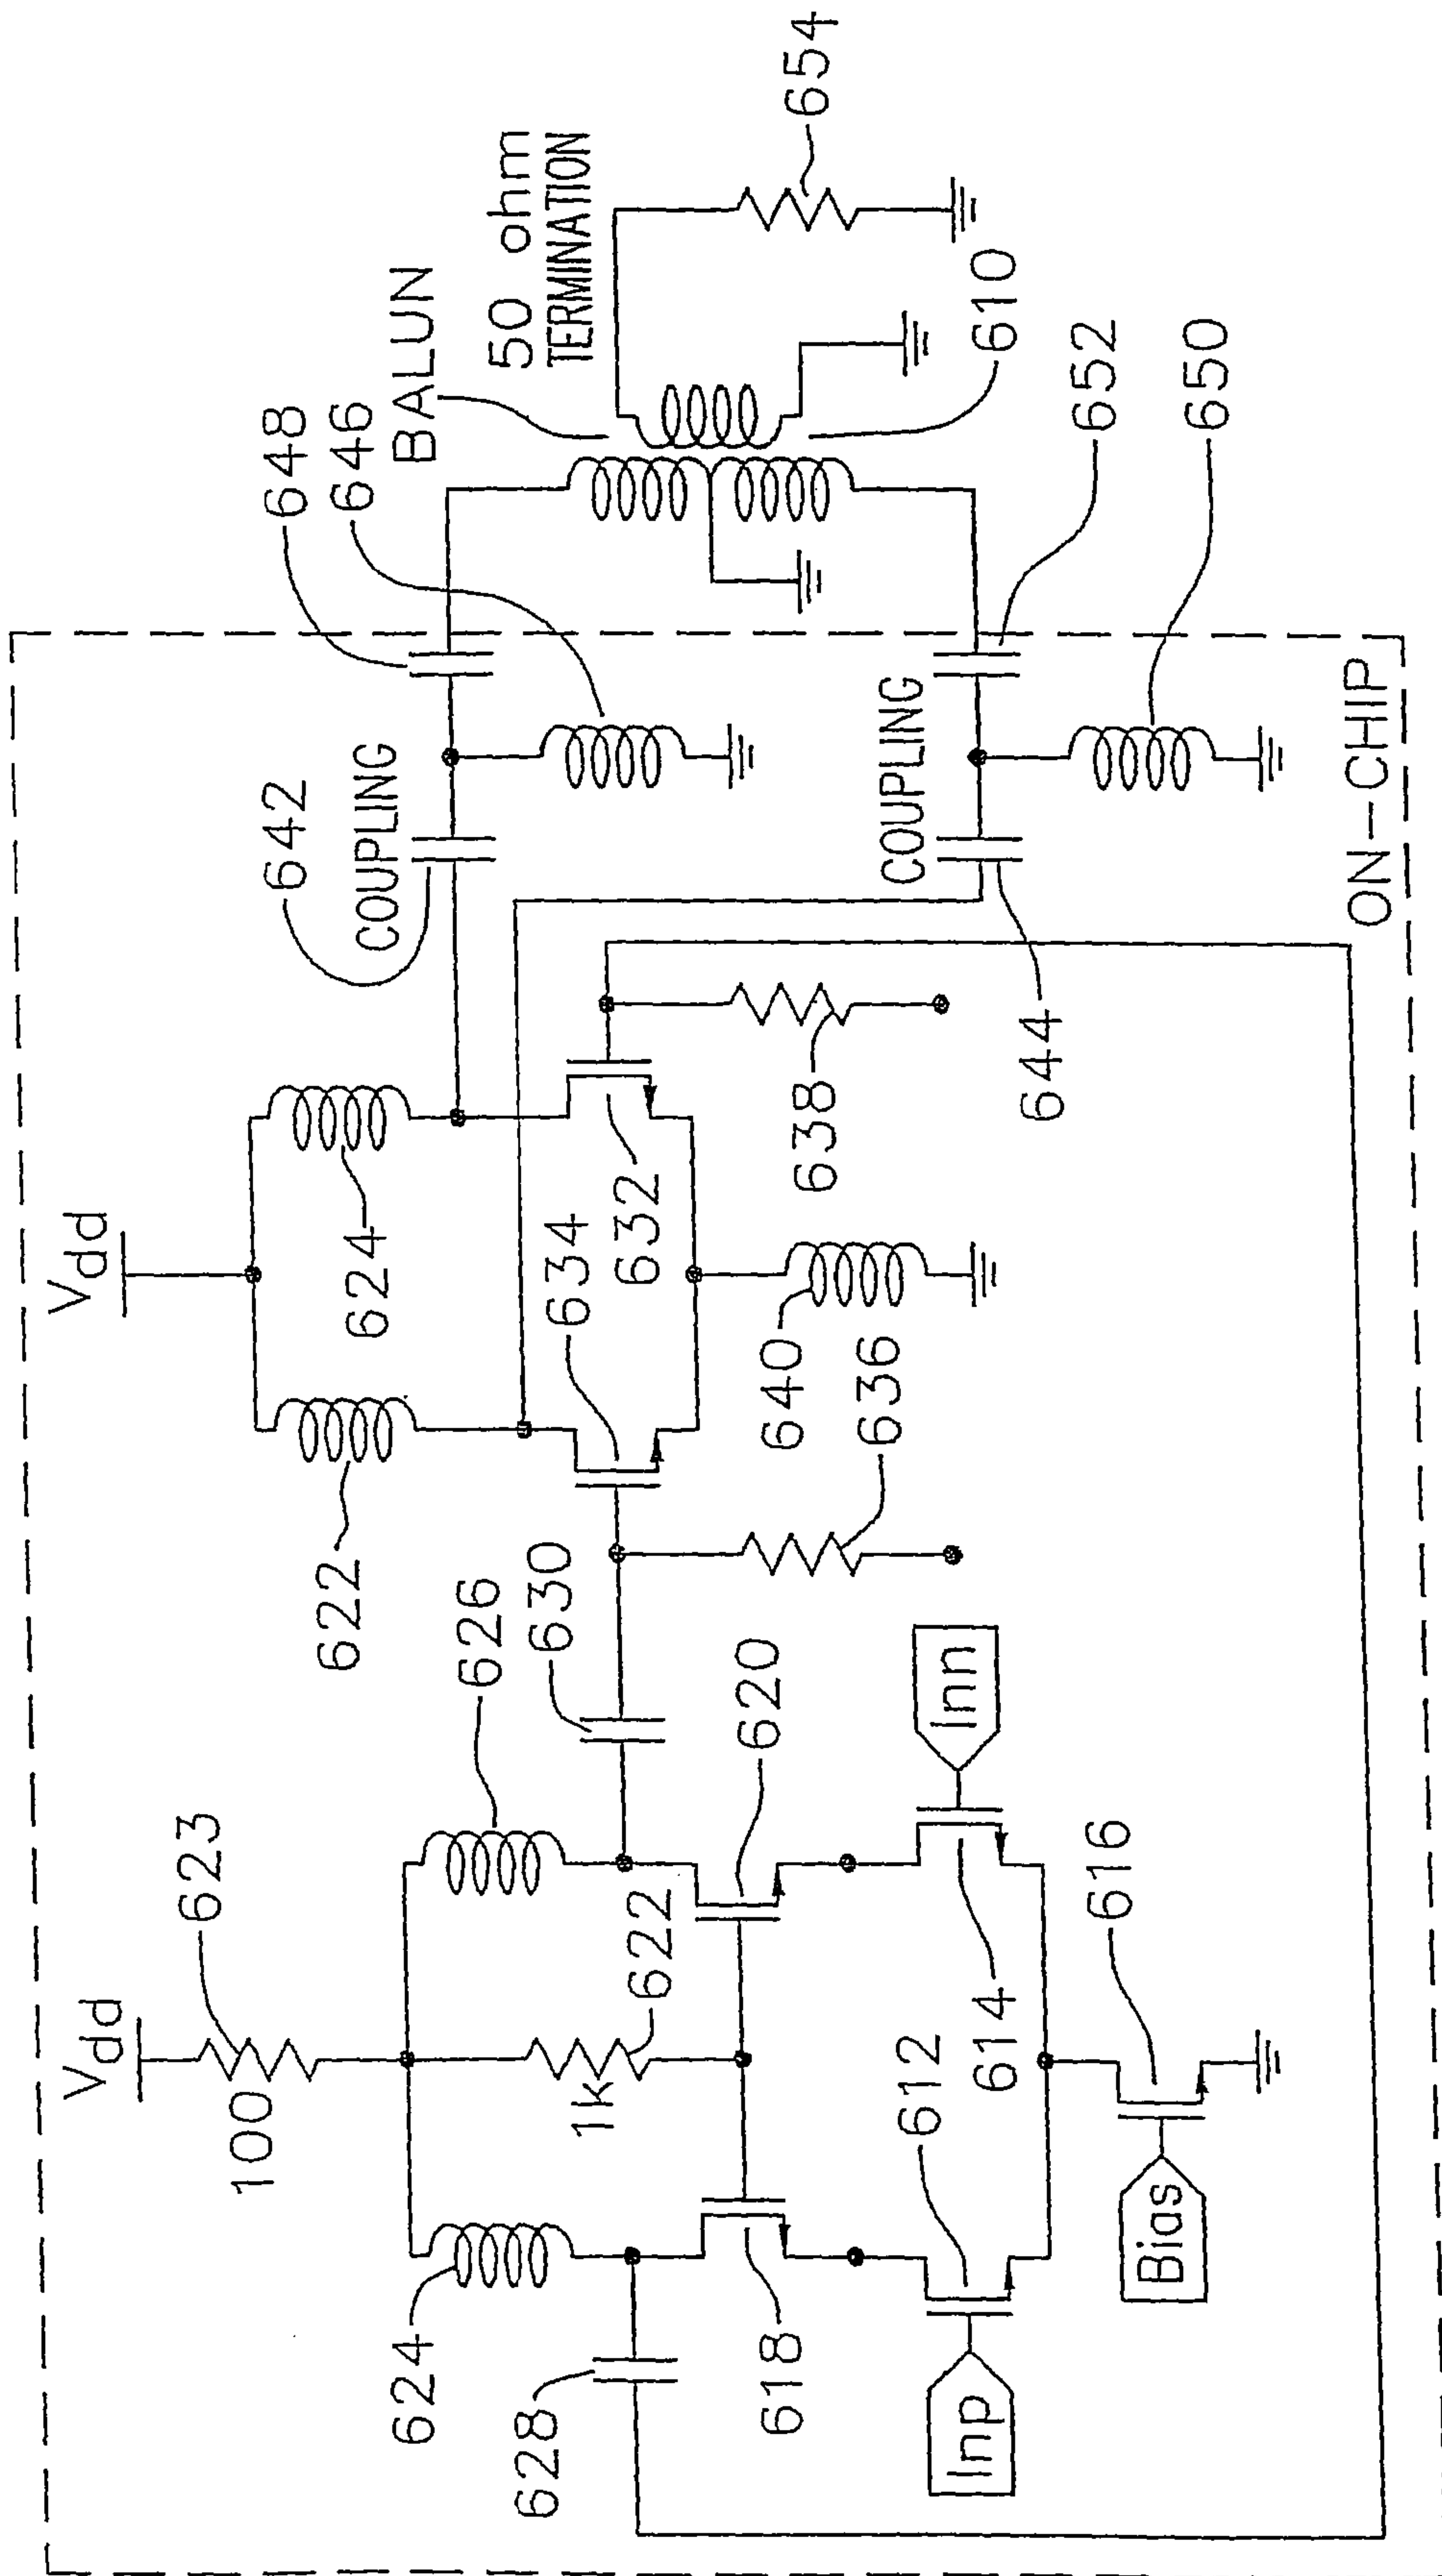 Vdd
100
623
624
626
1k
622
628
630
618
620
Inp
612
614
Inn
Bias
616
Vdd
622
624
634
632
636
640
638
642
COUPLING
648
646
COUPLING
644
652
650
ON-CHIP
BALUN
50 ohm
TERMINATION
610
654